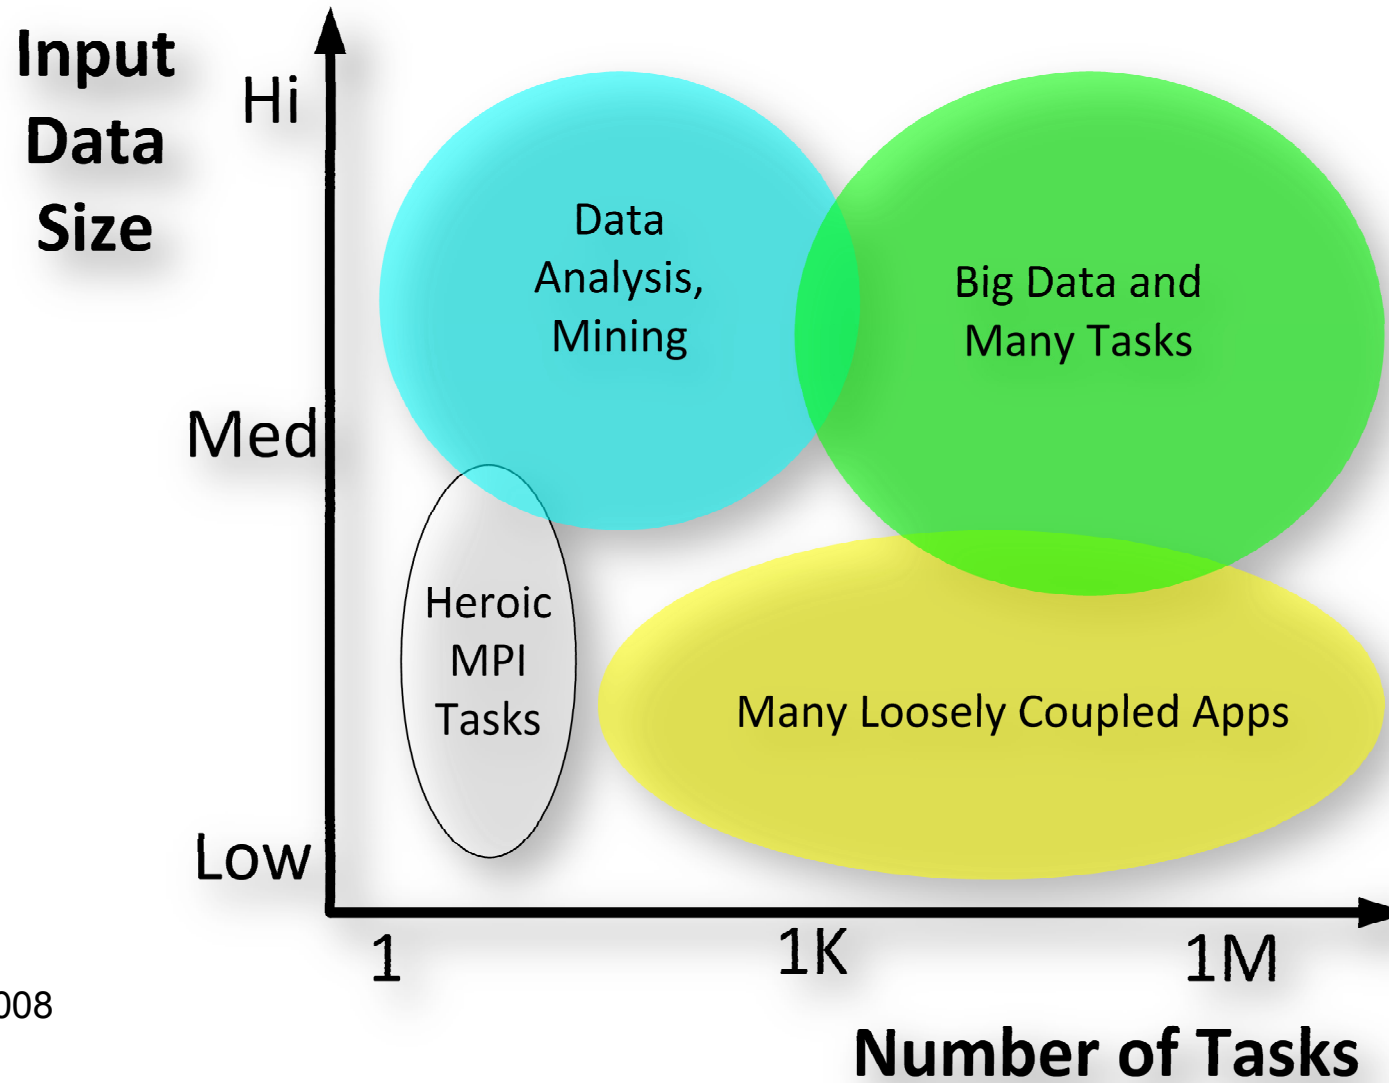 Input
Data
Size
Hi
Med
Low
Data
Analysis,
Mining
Big Data and
Many Tasks
Heroic
MPI
Tasks
Many Loosely Coupled Apps
1
1K
1M
008
Number of Tasks